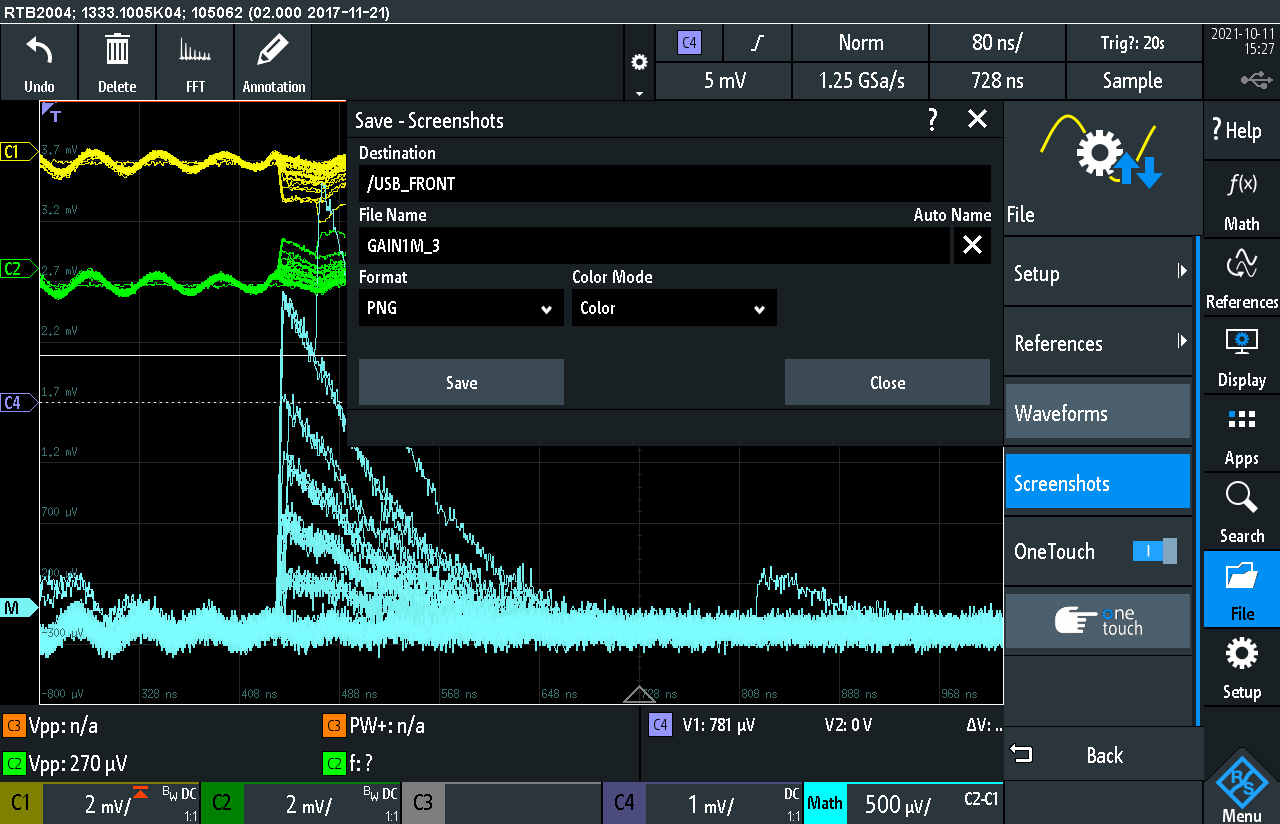 RTB2004; 1333.1005K04; 105062 (02.000 2017-11-21)
Undo
Delete
FFT
Annotation
C4
Norm
80 ns/
Trig?: 20s
5 mV
1.25 GSa/s
728 ns
Sample
2021-10-11
15:27
T
C1
C2
C4
M
3.7 mV
3.2 mV
2.7 mV
2.2 mV
1.7 mV
1.2 mV
700 µV
200 µV
-300 µV
-800 µV
328 ns
408 ns
488 ns
568 ns
648 ns
728 ns
808 ns
888 ns
968 ns
Save - Screenshots
?
Destination
/USB_FRONT
File Name
Auto Name
GAIN1M_3
Format
Color Mode
PNG
Color
Save
Close
File
Setup
References
Waveforms
Screenshots
OneTouch
I
one
touch
Back
? Help
f(x)
Math
References
Display
Apps
Search
File
Setup
R&S
Menu
C3 Vpp: n/a
C3 PW+: n/a
C4 V1: 781 µV
V2: 0 V
ΔV: ..
C2 Vpp: 270 µV
C2 f: ?
C1
2 mV/
BW DC
1:1
C2
2 mV/
BW DC
1:1
C3
C4
1 mV/
DC
1:1
Math
500 µV/
C2-C1